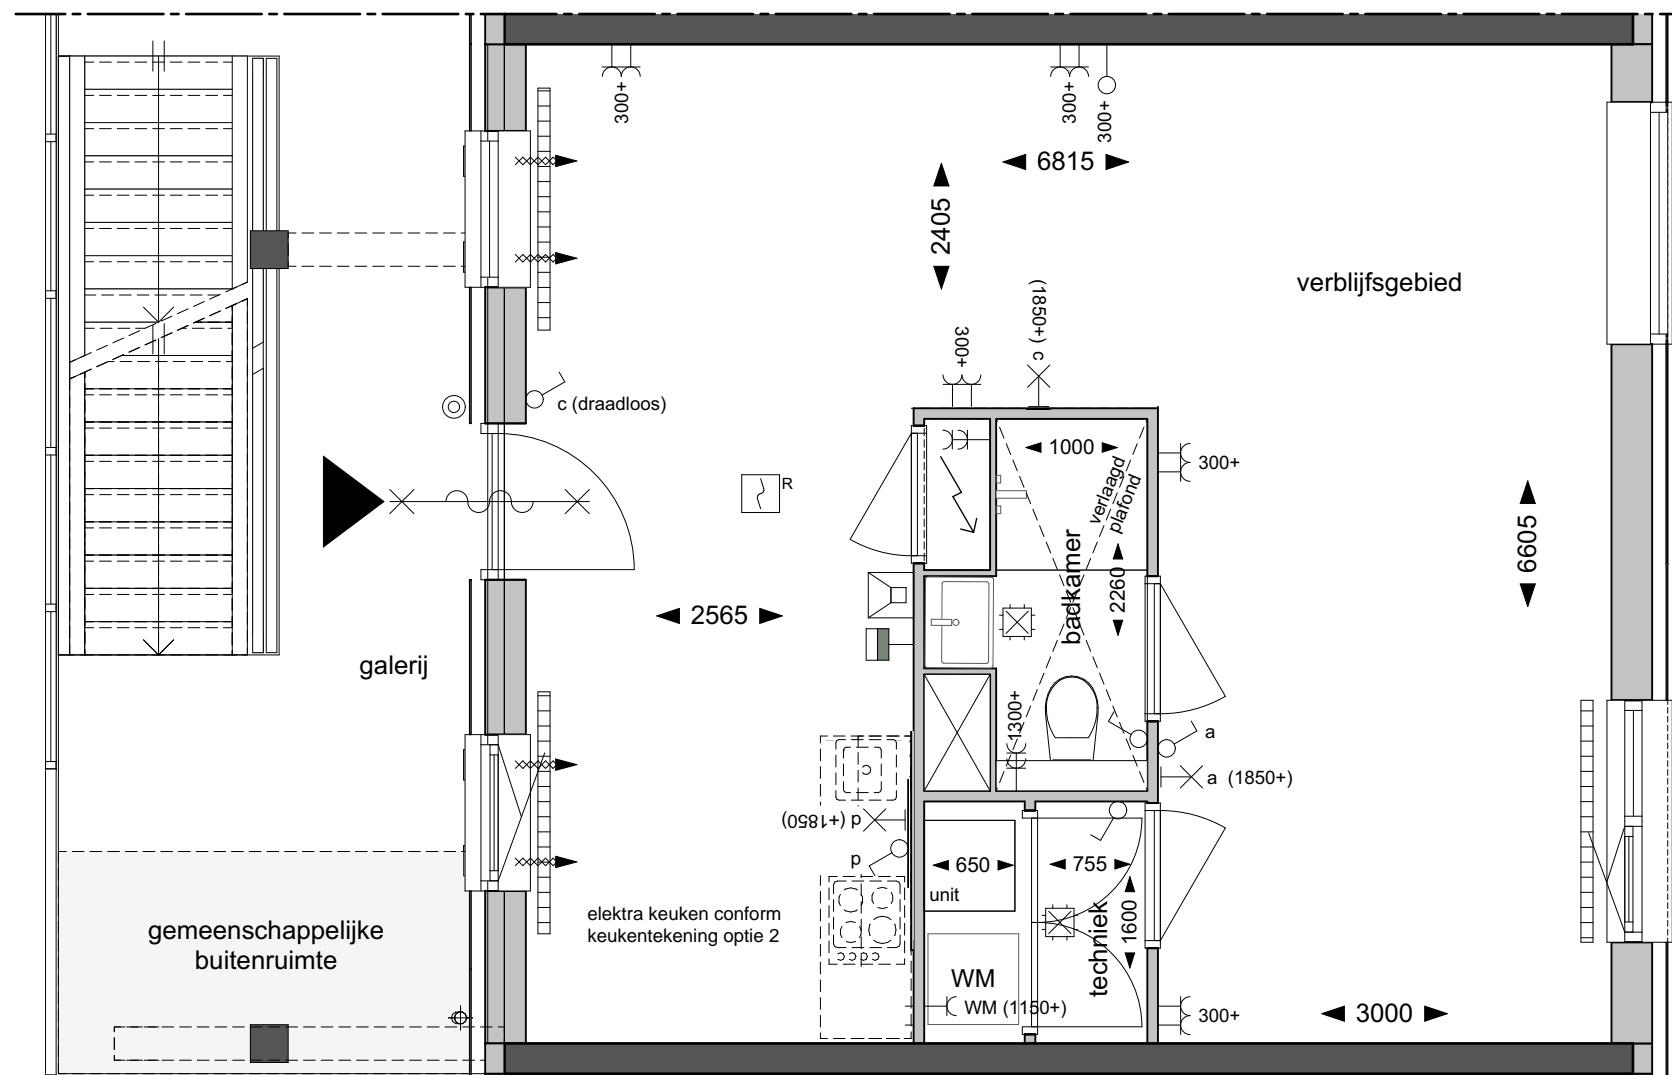 300+
300+
300+
6815
2405
verblijfsgebied
(1850+) c
300+
c (draadloos)
1000
300+
verlaagd
plafond
R
badkamer
2260
6605
2565
galerij
1300+
a
a (1850+)
d (+1850)
p
650
755
unit
elektra keuken conform
keukentekening optie 2
techniek
1600
gemeenschappelijke
buitenruimte
WM
WM (1150+)
300+
3000